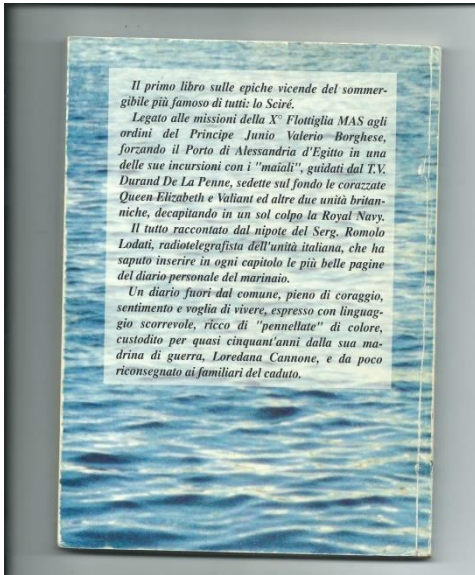 Il primo libro sulle epiche vicende del sommer-
gibile più famoso di tutti: lo Sciré.
Legato alle missioni della X° Flottiglia MAS agli
ordini del Principe Junio Valerio Borghese,
forzando il Porto di Alessandria d'Egitto in una
delle sue incursioni con i "maiali", guidati dal T.V.
Durand De La Penne, sedette sul fondo le corazzate
Queen Elizabeth e Valiant ed altre due unità britan-
niche, decapitando in un sol colpo la Royal Navy.
Il tutto raccontato dal nipote del Serg. Romolo
Lodati, radiotelegrafista dell'unità italiana, che ha
saputo inserire in ogni capitolo le più belle pagine
del diario personale del marinaio.
Un diario fuori dal comune, pieno di coraggio,
sentimento e voglia di vivere, espresso con linguag-
gio scorrevole, ricco di "pennellate" di colore,
custodito per quasi cinquant'anni dalla sua ma-
drina di guerra, Loredana Cannone, e da poco
riconsegnato ai familiari del caduto.